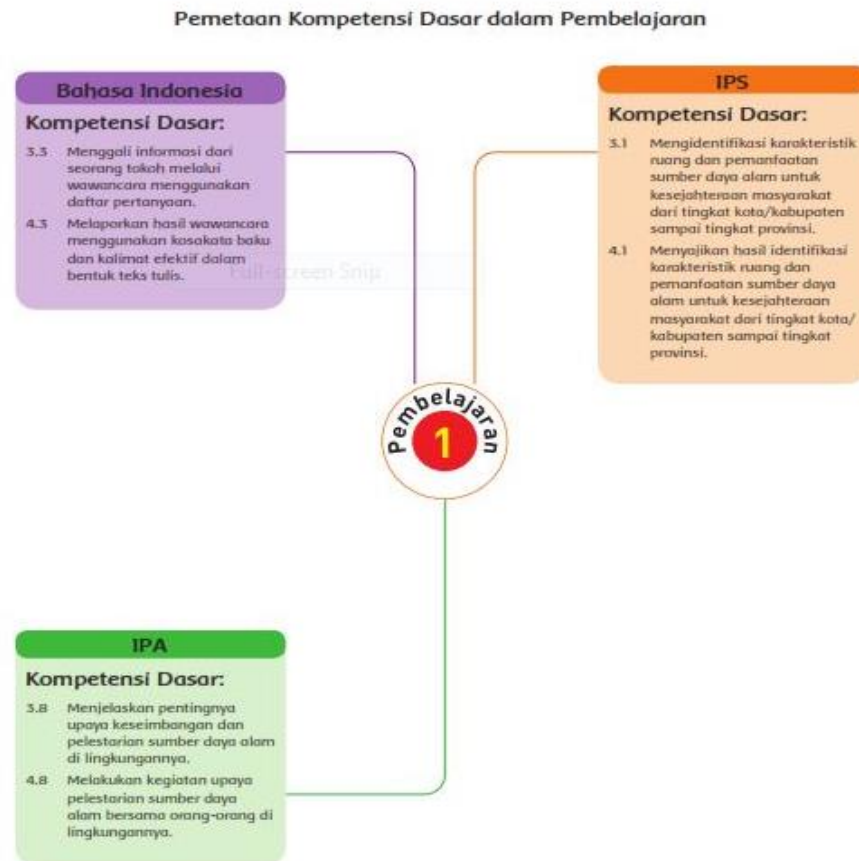 Pemetaan Kompetensi Dasar dalam Pembelajaran
Bahasa Indonesia
Kompetensi Dasar:
3.3 Menggali informasi dari
seorang tokoh melalui
wawancara menggunakan
daftar pertanyaan.
4.3 Melaporkan hasil wawancara
menggunakan kosakata baku
dan kalimat efektif dalam
bentuk teks tulis.
Full-screen Snip
IPS
Kompetensi Dasar:
3.1 Mengidentifikasi karakteristik
ruang dan pemanfaatan
sumber daya alam untuk
kesejahteraan masyarakat
dari tingkat kota/kabupaten
sampai tingkat provinsi.
4.1 Menyajikan hasil identifikasi
karakteristik ruang dan
pemanfaatan sumber daya
alam untuk kesejahteraan
masyarakat dari tingkat kota/
kabupaten sampai tingkat
provinsi.
Pembelajaran
1
IPA
Kompetensi Dasar:
3.8 Menjelaskan pentingnya
upaya keseimbangan dan
pelestarian sumber daya alam
di lingkungannya.
4.8 Melakukan kegiatan upaya
pelestarian sumber daya
alam bersama orang-orang di
lingkungannya.